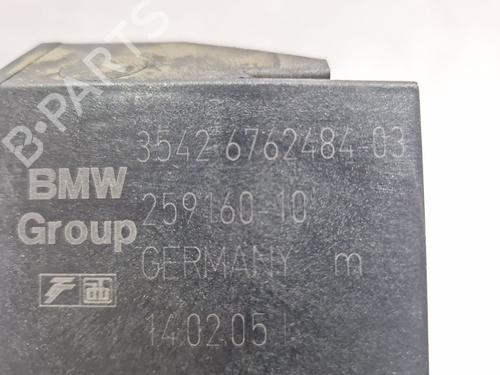 3542-6762484-03
BMW
Group
259160-10
GERMANY m
14.02.05 |
B-PARTS